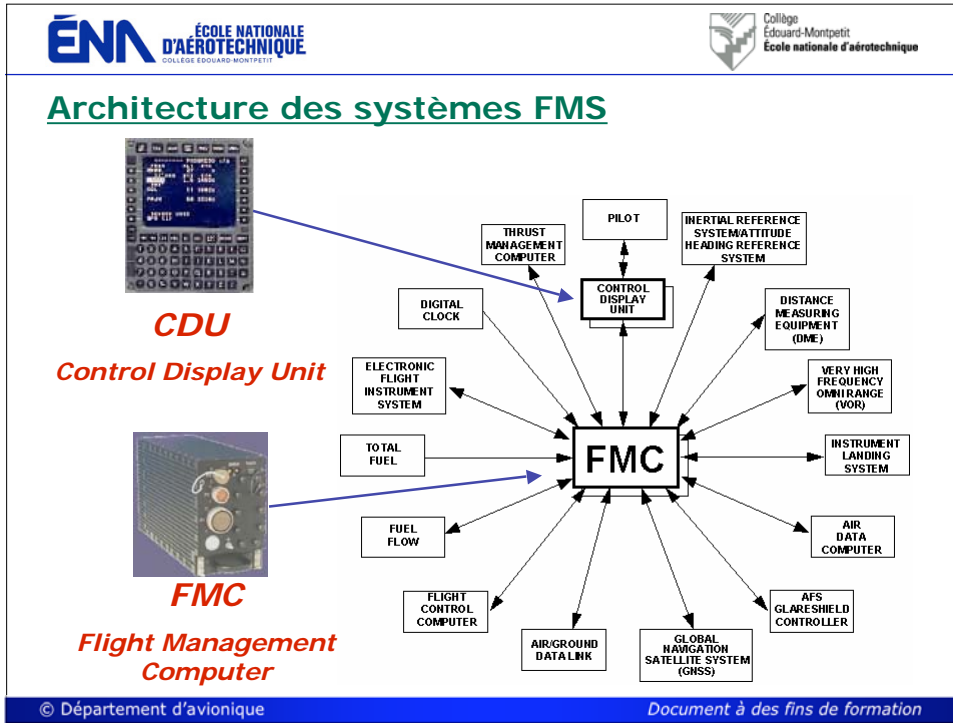 ÉNA ÉCOLE NATIONALE
D'AÉROTECHNIQUE
COLLÈGE ÉDOUARD-MONTPETIT
Collège
Édouard-Montpetit
École nationale d'aérotechnique
Architecture des systèmes FMS
CDU
Control Display Unit
FMC
Flight Management
Computer
PILOT
THRUST
MANAGEMENT
COMPUTER
INERTIAL REFERENCE
SYSTEM/ATTITUDE
HEADING REFERENCE
SYSTEM
CONTROL
DISPLAY
UNIT
DIGITAL
CLOCK
DISTANCE
MEASURING
EQUIPMENT
(DME)
ELECTRONIC
FLIGHT
INSTRUMENT
SYSTEM
VERY HIGH
FREQUENCY
OMNI RANGE
(VOR)
TOTAL
FUEL
FMC
INSTRUMENT
LANDING
SYSTEM
FUEL
FLOW
AIR
DATA
COMPUTER
FLIGHT
CONTROL
COMPUTER
AFS
GLARESHIELD
CONTROLLER
AIR/GROUND
DATA LINK
GLOBAL
NAVIGATION
SATELLITE SYSTEM
(GNSS)
© Département d'avionique
Document à des fins de formation